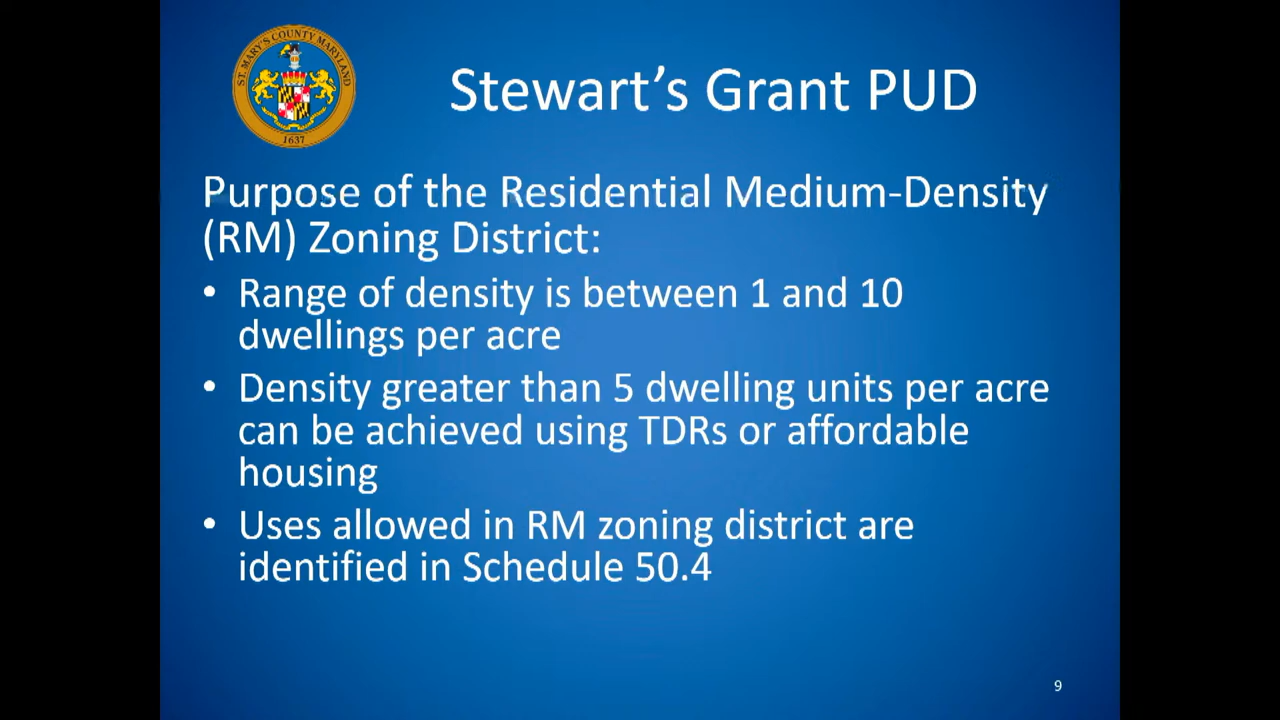 ST. MARY'S COUNTY MARYLAND
1637
Stewart's Grant PUD
Purpose of the Residential Medium-Density
(RM) Zoning District:
• Range of density is between 1 and 10
dwellings per acre
• Density greater than 5 dwelling units per acre
can be achieved using TDRs or affordable
housing
• Uses allowed in RM zoning district are
identified in Schedule 50.4
9